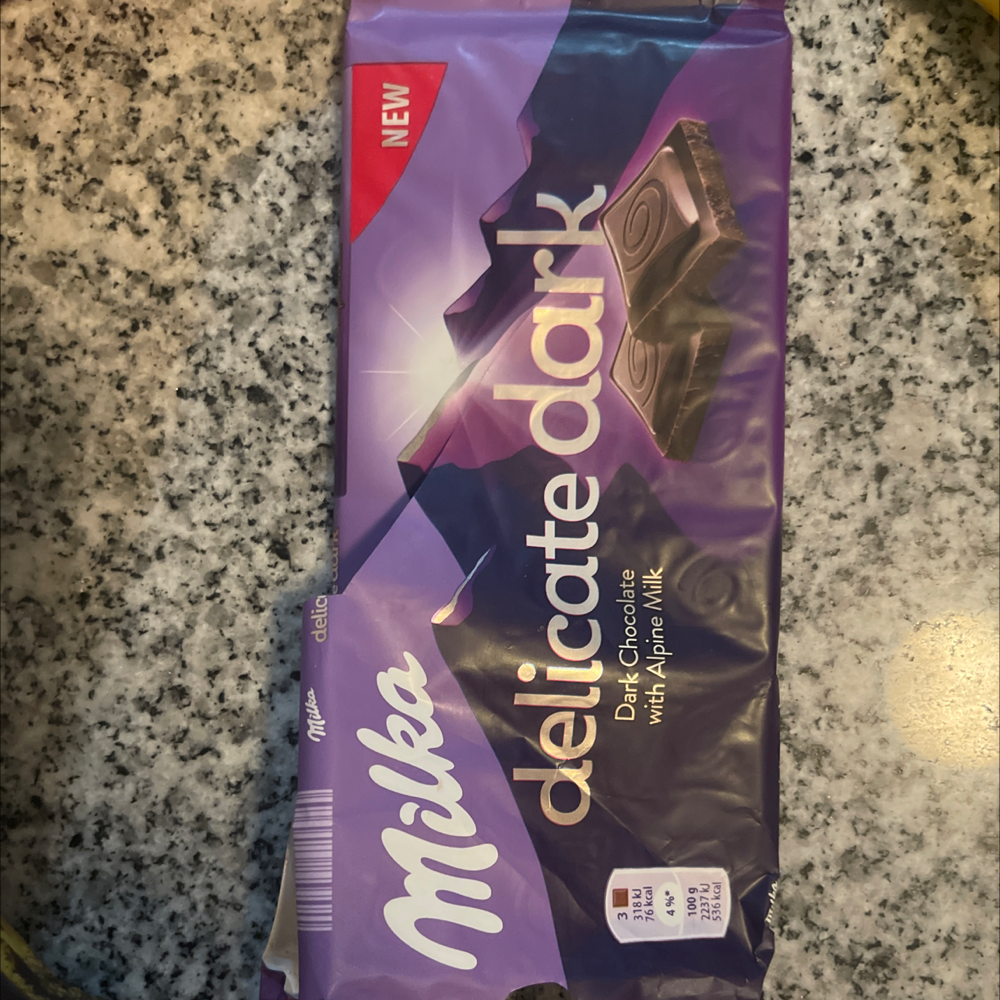 NEW
Milka
delicate dark
Dark Chocolate
with Alpine Milk
3
318 kJ
76 kcal
4 %*
100 g
2237 kJ
536 kcal
Milka
delic